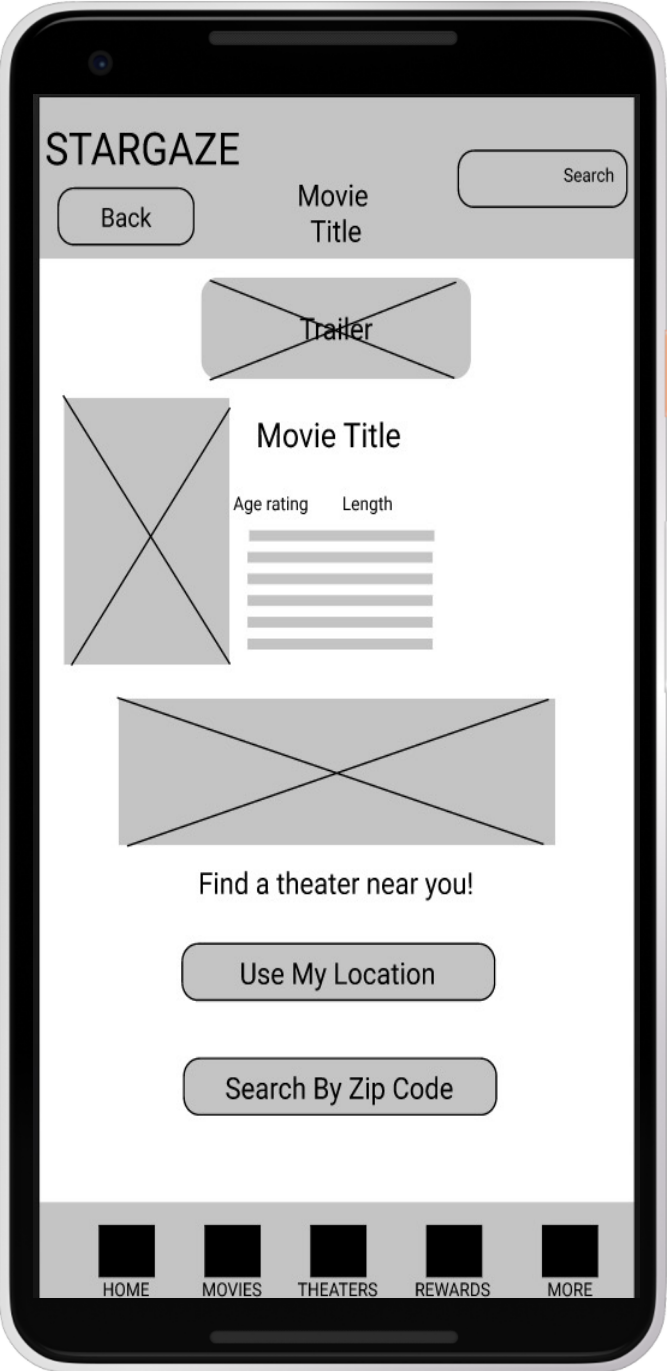 STARGAZE
Search
Back
Movie
Title
Trailer
Movie Title
Age rating Length
Find a theater near you!
Use My Location
Search By Zip Code
HOME MOVIES THEATERS REWARDS MORE